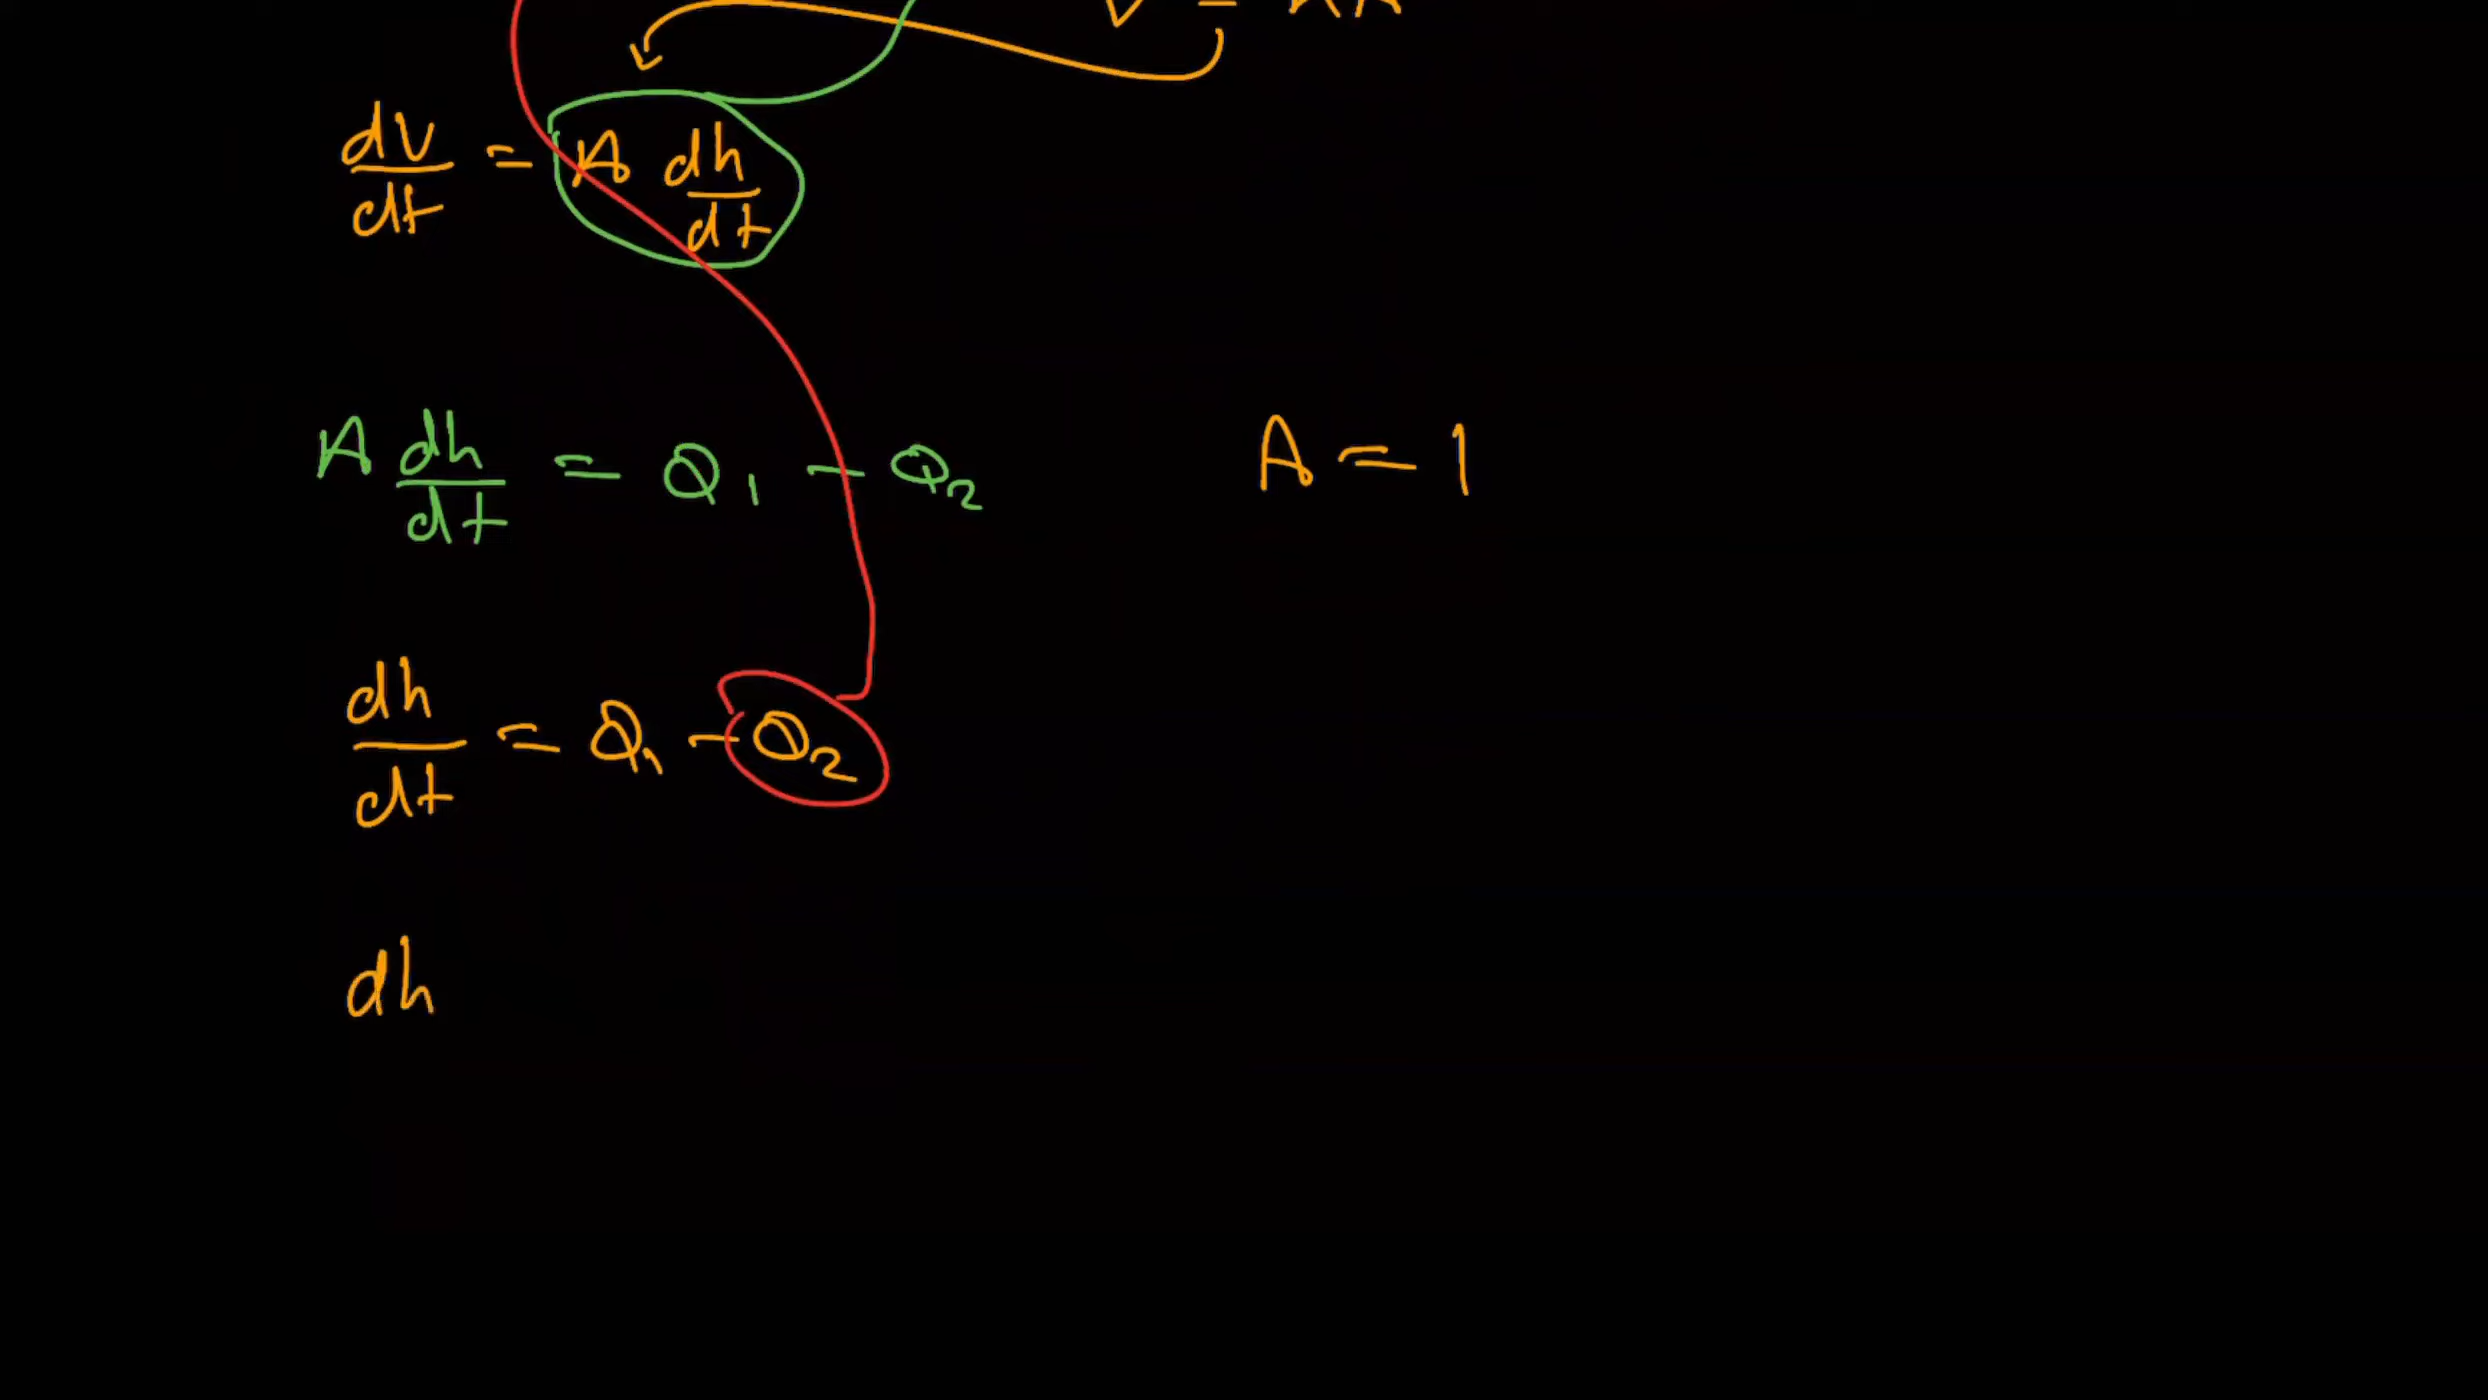 V =
dV/dt = A dh/dt
A dh/dt = Q₁ - Q₂
A = 1
dh/dt = Q₁ - Q₂
dh